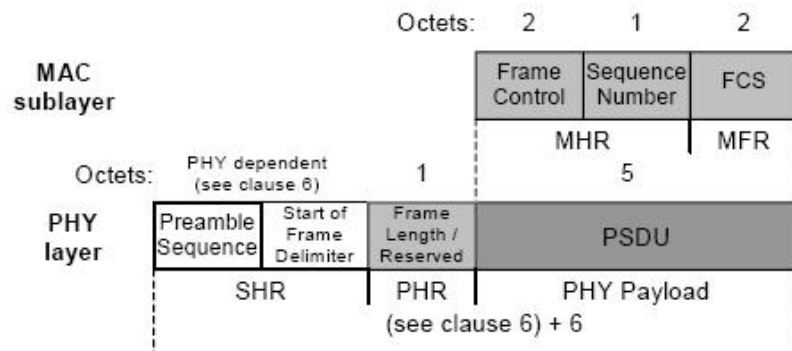 Octets: 2 1 2
MAC sublayer
Frame Control
Sequence Number
FCS
MHR MFR
Octets: PHY dependent (see clause 6) 1 5
PHY layer
Preamble Sequence
Start of Frame Delimiter
Frame Length / Reserved
PSDU
SHR PHR PHY Payload
(see clause 6) + 6